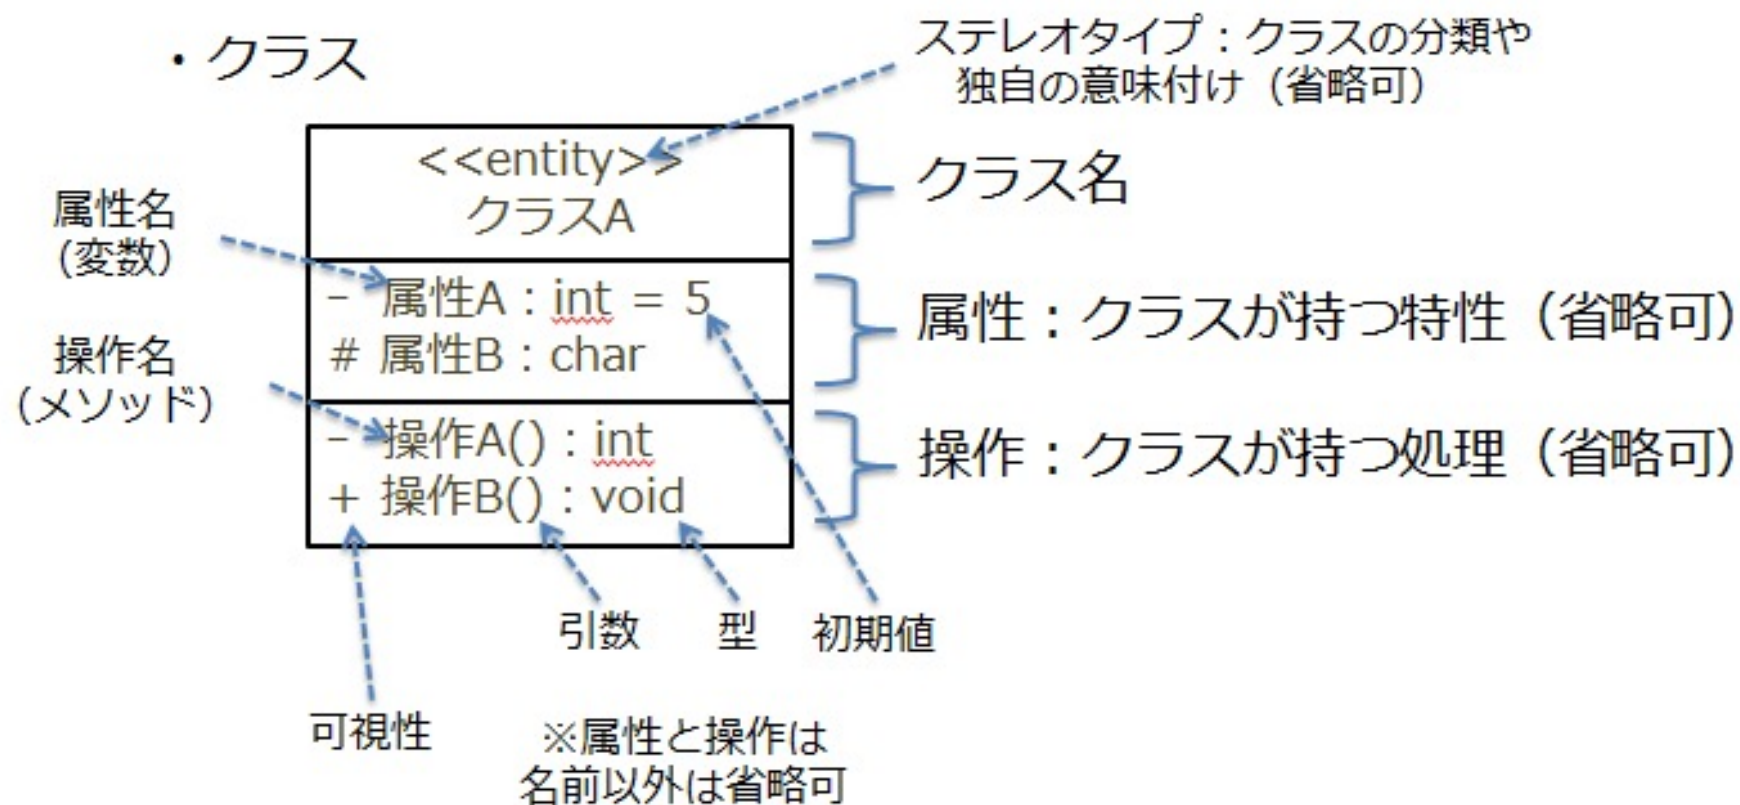 ・クラス
ステレオタイプ：クラスの分類や
独自の意味付け（省略可）
<<entity>>
クラスA
クラス名
属性名
（変数）
- 属性A : int = 5
# 属性B : char
属性：クラスが持つ特性（省略可）
操作名
（メソッド）
- 操作A() : int
+ 操作B() : void
操作：クラスが持つ処理（省略可）
引数
型
初期値
可視性
※属性と操作は
名前以外は省略可